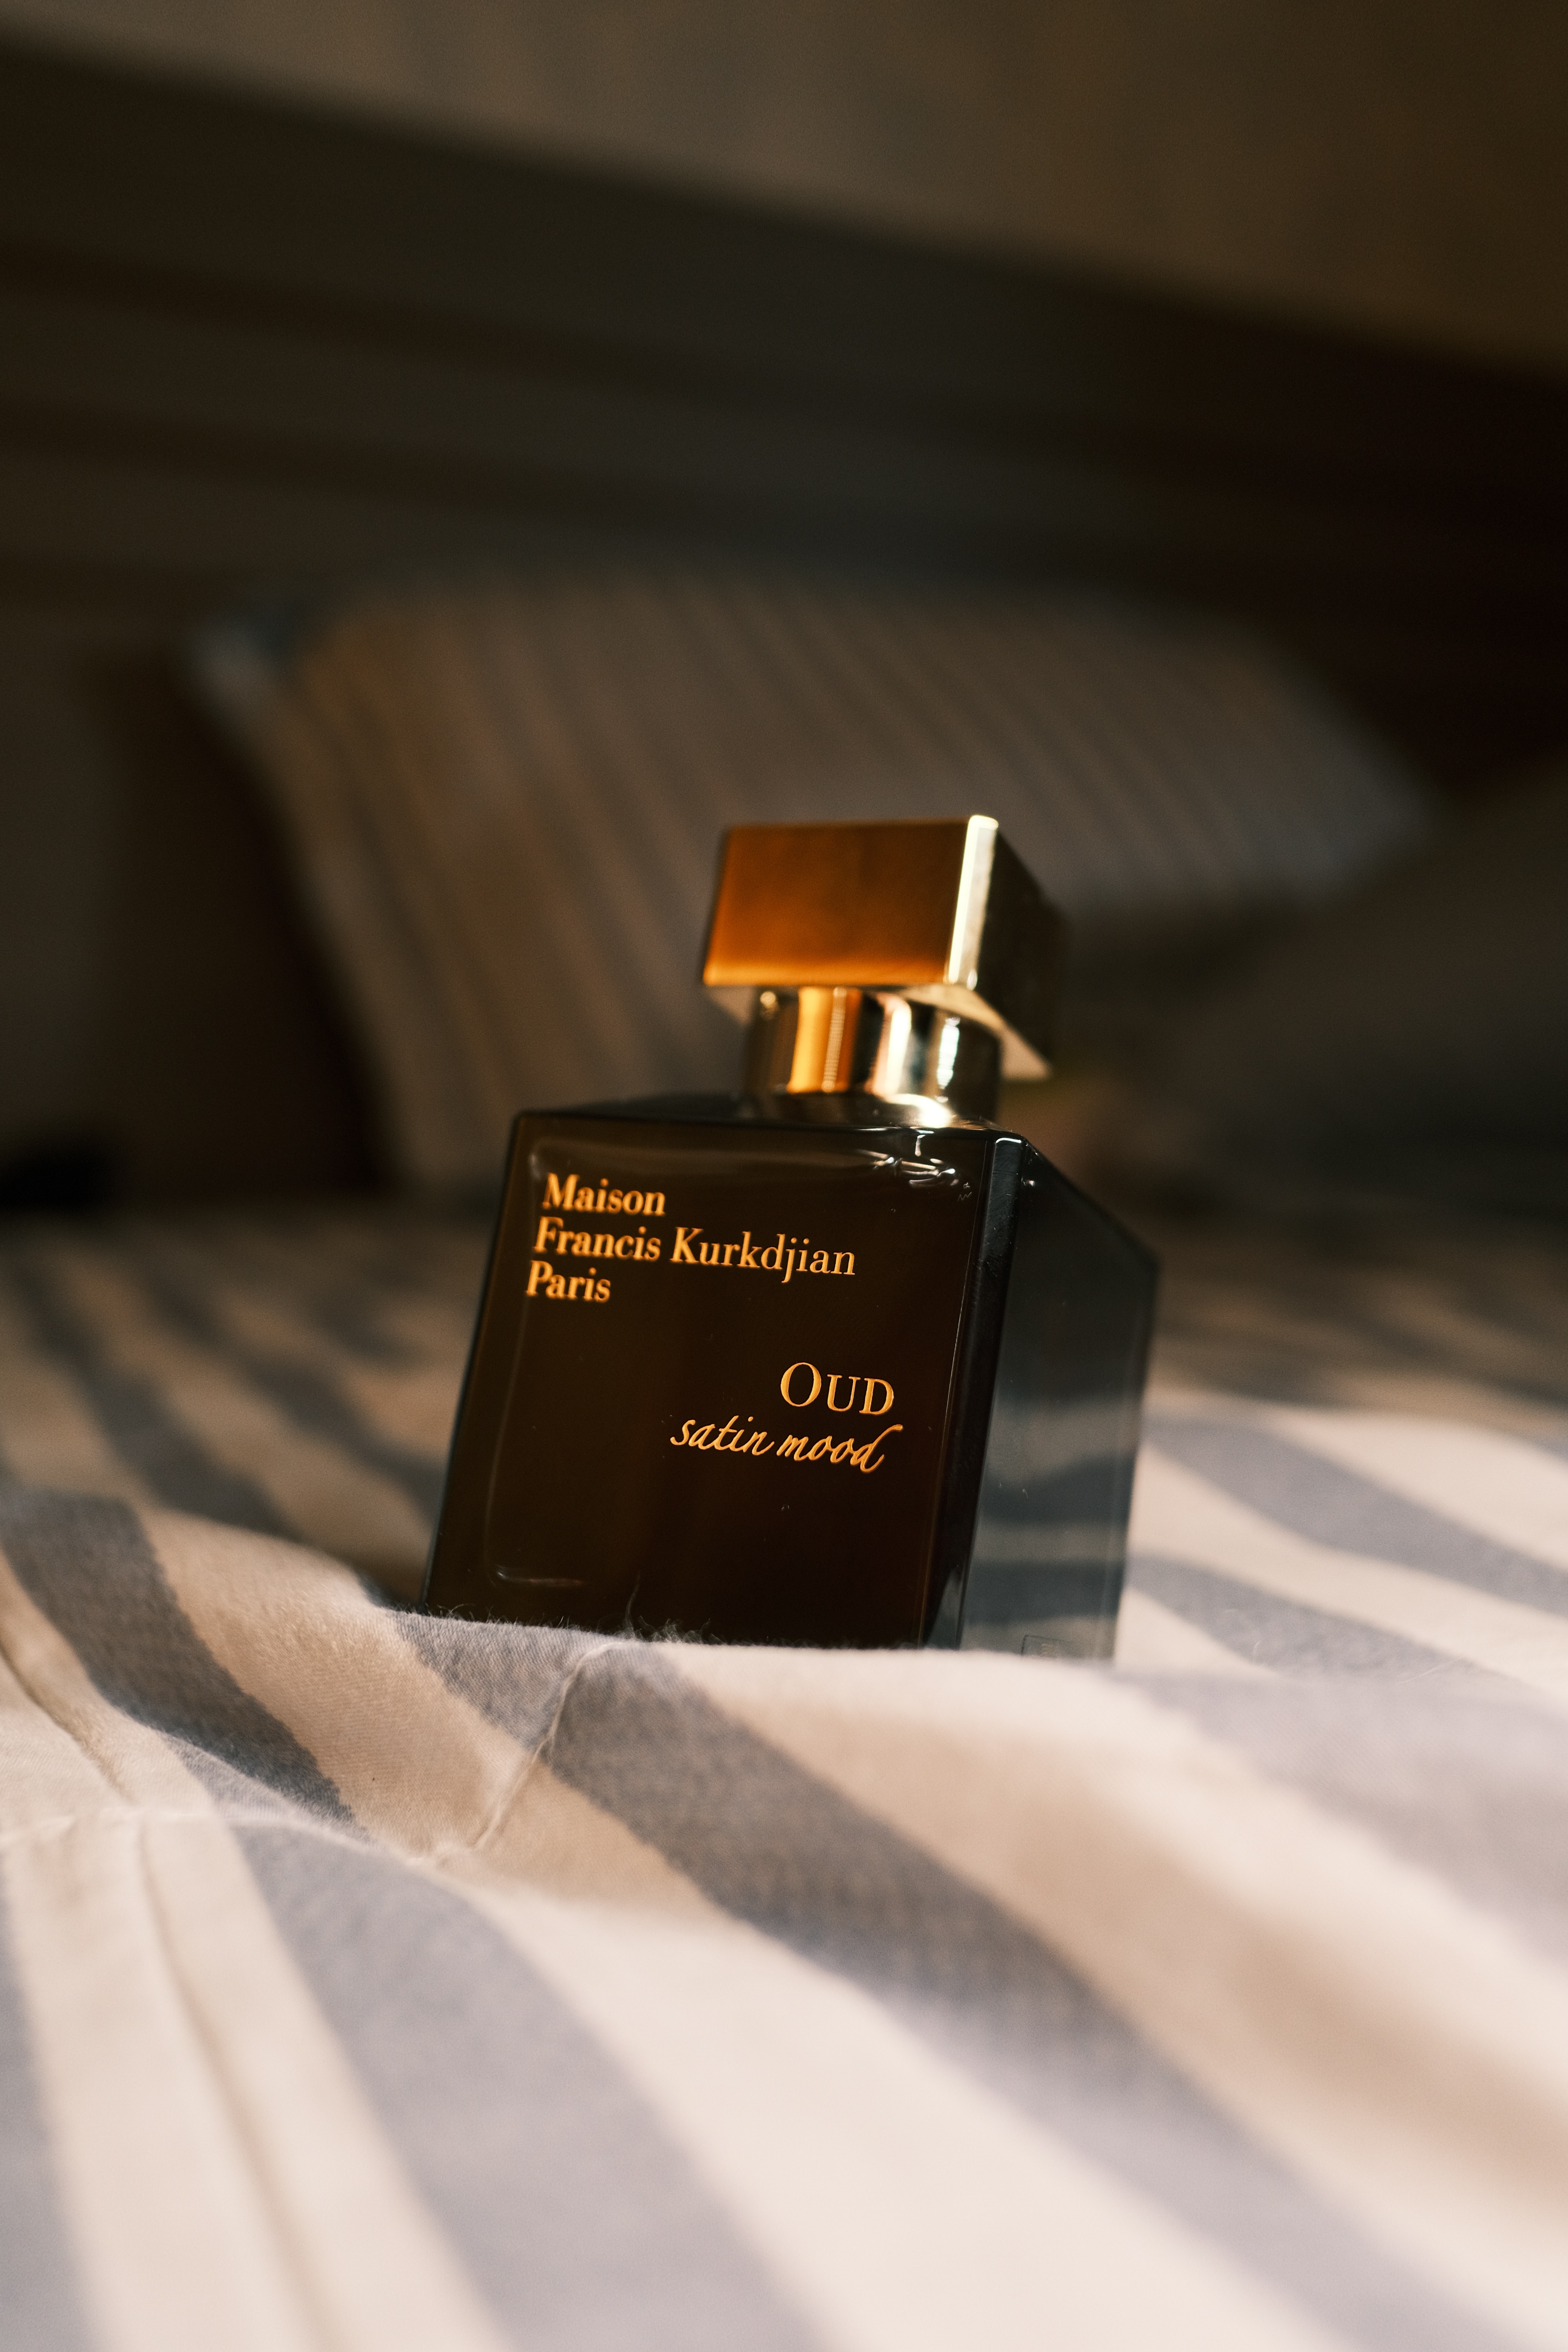 Maison
Francis Kurkdjian
Paris
OUD
satin mood